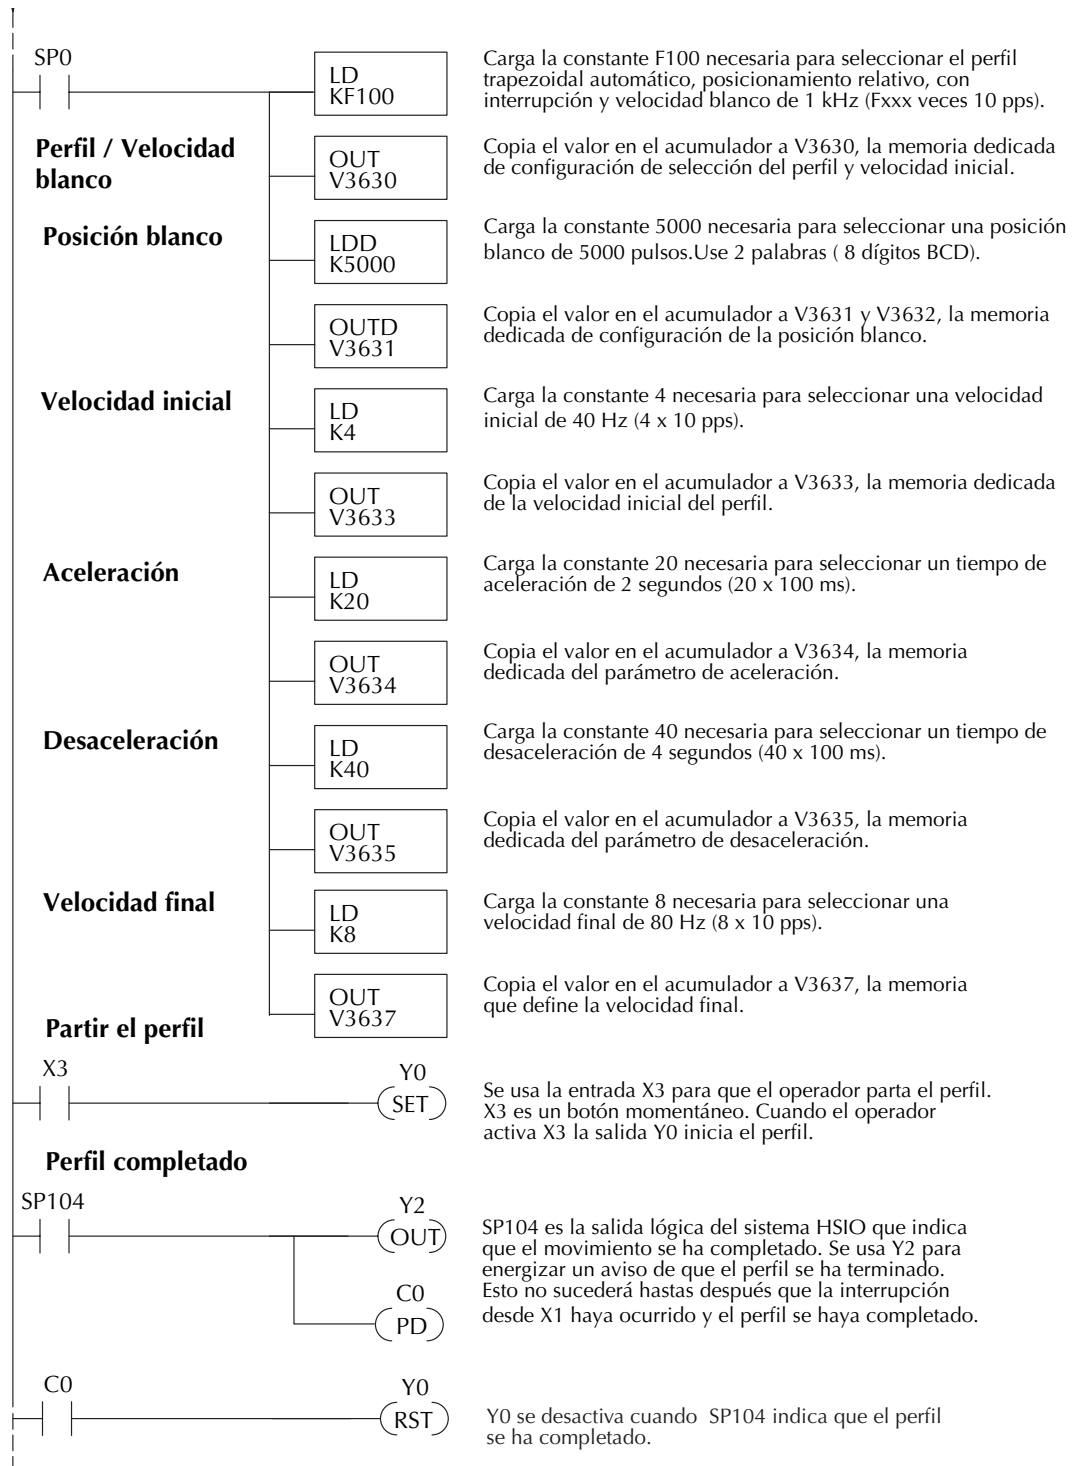 SP0
LD
KF100
Carga la constante F100 necesaria para seleccionar el perfil
trapezoidal automático, posicionamiento relativo, con
interrupción y velocidad blanco de 1 kHz (Fxxx veces 10 pps).
Perfil / Velocidad
blanco
OUT
V3630
Copia el valor en el acumulador a V3630, la memoria dedicada
de configuración de selección del perfil y velocidad inicial.
Posición blanco
LDD
K5000
Carga la constante 5000 necesaria para seleccionar una posición
blanco de 5000 pulsos.Use 2 palabras ( 8 dígitos BCD).
OUTD
V3631
Copia el valor en el acumulador a V3631 y V3632, la memoria
dedicada de configuración de la posición blanco.
Velocidad inicial
LD
K4
Carga la constante 4 necesaria para seleccionar una velocidad
inicial de 40 Hz (4 x 10 pps).
OUT
V3633
Copia el valor en el acumulador a V3633, la memoria dedicada
de la velocidad inicial del perfil.
Aceleración
LD
K20
Carga la constante 20 necesaria para seleccionar un tiempo de
aceleración de 2 segundos (20 x 100 ms).
OUT
V3634
Copia el valor en el acumulador a V3634, la memoria
dedicada del parámetro de aceleración.
Desaceleración
LD
K40
Carga la constante 40 necesaria para seleccionar un tiempo de
desaceleración de 4 segundos (40 x 100 ms).
OUT
V3635
Copia el valor en el acumulador a V3635, la memoria
dedicada del parámetro de desaceleración.
Velocidad final
LD
K8
Carga la constante 8 necesaria para seleccionar una
velocidad final de 80 Hz (8 x 10 pps).
OUT
V3637
Copia el valor en el acumulador a V3637, la memoria
que define la velocidad final.
Partir el perfil
X3
Y0
SET
Se usa la entrada X3 para que el operador parta el perfil.
X3 es un botón momentáneo. Cuando el operador
activa X3 la salida Y0 inicia el perfil.
Perfil completado
SP104
Y2
OUT
SP104 es la salida lógica del sistema HSIO que indica
que el movimiento se ha completado. Se usa Y2 para
energizar un aviso de que el perfil se ha terminado.
Esto no sucederá hastas después que la interrupción
desde X1 haya ocurrido y el perfil se haya completado.
C0
PD
C0
Y0
RST
Y0 se desactiva cuando  SP104 indica que el perfil
se ha completado.